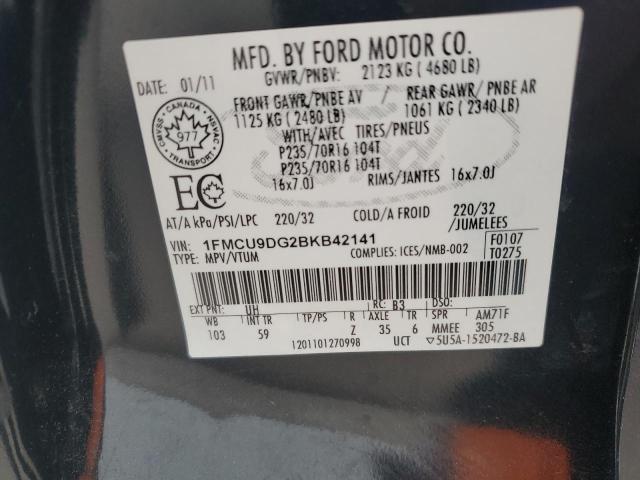 MFD. BY FORD MOTOR CO.
DATE: 01/11 GVWR/PNBV: 2123 KG ( 4680 LB)
FRONT GAWR/PNBE AV REAR GAWR/ PNBE AR
1125 KG ( 2480 LB) 1061 KG ( 2340 LB)
WITH/AVEC TIRES/PNEUS
P235/70R16 104T
P235/70R16 104T
16x7.0J RIMS/JANTES 16x7.0J
CMVSS · CANADA · NSVAC
977
TRANSPORT
EC
AT/A kPa/PSI/LPC 220/32 COLD/A FROID 220/32 /JUMELEES
VIN: 1FMCU9DG2BKB42141 F0107
TYPE: MPV/VTUM COMPLIES: ICES/NMB-002 T0275
EXT PNT: UH RC: B3 DSO:
WB INT TR TP/PS R AXLE TR SPR AM71F
103 59 Z 35 6 MMEE 305
1201101270998 UCT ▽5U5A-1520472-BA